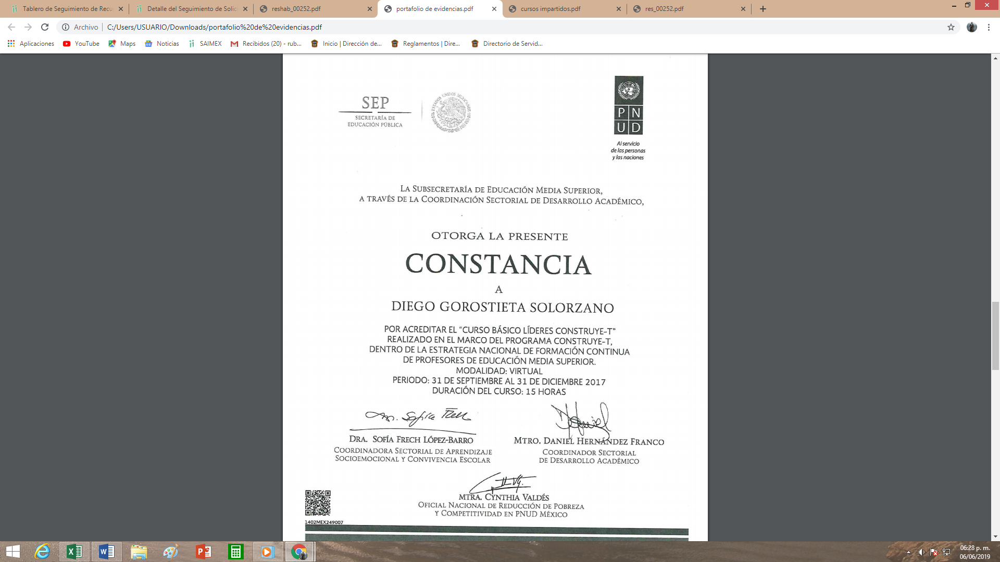 Tablero de Seguimiento de Recu
Detalle del Seguimiento de Solici
reshab_00252.pdf
portafolio de evidencias.pdf
cursos impartidos.pdf
res_00252.pdf
Archivo
C:/Users/USUARIO/Downloads/portafolio%20de%20evidencias.pdf
Aplicaciones
YouTube
Maps
Noticias
SAIMEX
Recibidos (20) - rub...
Inicio | Dirección de...
Reglamentos | Dire...
Directorio de Servid...
SEP
SECRETARÍA DE
EDUCACIÓN PÚBLICA
ESTADOS UNIDOS MEXICANOS
PN
UD
Al servicio
de las personas
y las naciones
LA SUBSECRETARÍA DE EDUCACIÓN MEDIA SUPERIOR,
A TRAVÉS DE LA COORDINACIÓN SECTORIAL DE DESARROLLO ACADÉMICO,
OTORGA LA PRESENTE
CONSTANCIA
A
DIEGO GOROSTIETA SOLORZANO
POR ACREDITAR EL “CURSO BÁSICO LÍDERES CONSTRUYE-T”
REALIZADO EN EL MARCO DEL PROGRAMA CONSTRUYE-T,
DENTRO DE LA ESTRATEGIA NACIONAL DE FORMACIÓN CONTINUA
DE PROFESORES DE EDUCACIÓN MEDIA SUPERIOR.
MODALIDAD: VIRTUAL
PERIODO: 31 DE SEPTIEMBRE AL 31 DE DICIEMBRE 2017
DURACIÓN DEL CURSO: 15 HORAS
DRA. SOFÍA FRECH LÓPEZ-BARRO
COORDINADORA SECTORIAL DE APRENDIZAJE
SOCIOEMOCIONAL Y CONVIVENCIA ESCOLAR
MTRO. DANIEL HERNÁNDEZ FRANCO
COORDINADOR SECTORIAL
DE DESARROLLO ACADÉMICO
MTRA. CYNTHIA VALDÉS
OFICIAL NACIONAL DE REDUCCIÓN DE POBREZA
Y COMPETITIVIDAD EN PNUD MÉXICO
1402MEX249007
06:28 p. m.
06/06/2019